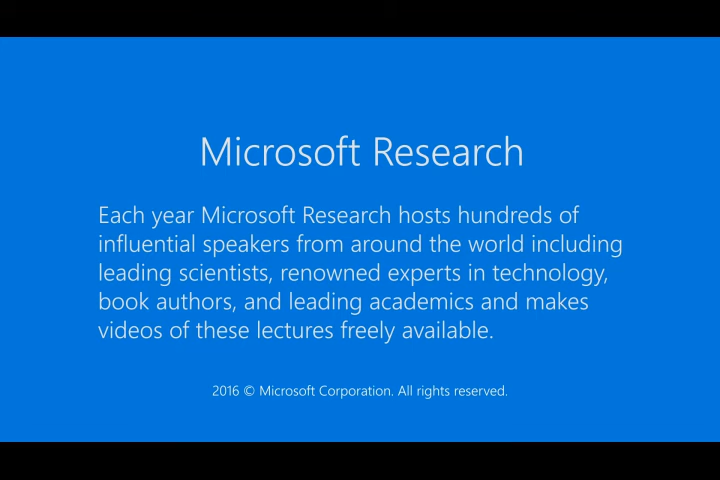 Microsoft Research
Each year Microsoft Research hosts hundreds of
influential speakers from around the world including
leading scientists, renowned experts in technology,
book authors, and leading academics and makes
videos of these lectures freely available.
2016 © Microsoft Corporation. All rights reserved.